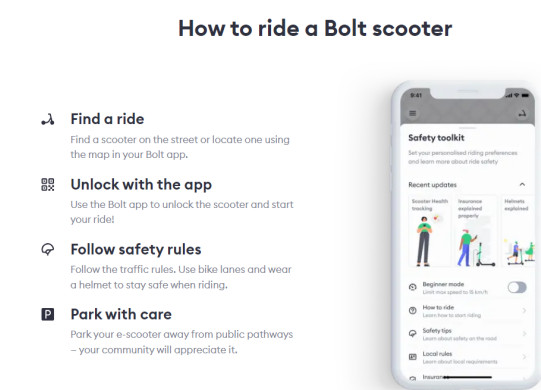 How to ride a Bolt scooter
Find a ride
Find a scooter on the street or locate one using
the map in your Bolt app.
Unlock with the app
Use the Bolt app to unlock the scooter and start
your ride!
Follow safety rules
Follow the traffic rules. Use bike lanes and wear
a helmet to stay safe when riding.
P
Park with care
Park your e-scooter away from public pathways
– your community will appreciate it.
9:41
Safety toolkit
Set your personalised riding preferences
and learn more about ride safety
Recent updates
Scooter Health
tracking
Insurance
explained
properly
Helmets
explained
Beginner mode
Limit max speed to 15 km/h
How to ride
Learn how to start riding
Safety tips
Learn about safety on the road
Local rules
Learn about local requirements